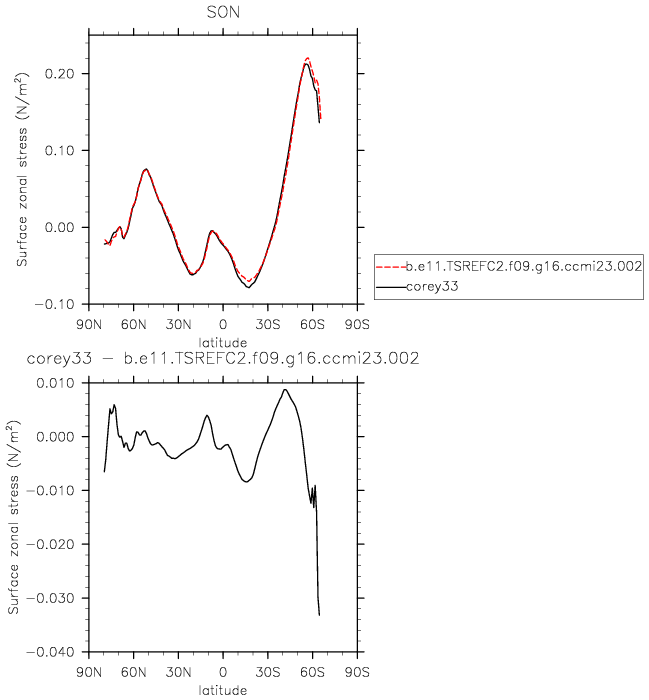 SON
Surface zonal stress (N/m²)
0.20
0.10
0.00
−0.10
90N 60N 30N 0 30S 60S 90S
latitude
b.e11.TSREFC2.f09.g16.ccmi23.002
corey33
corey33 − b.e11.TSREFC2.f09.g16.ccmi23.002
Surface zonal stress (N/m²)
0.010
0.000
−0.010
−0.020
−0.030
−0.040
90N 60N 30N 0 30S 60S 90S
latitude